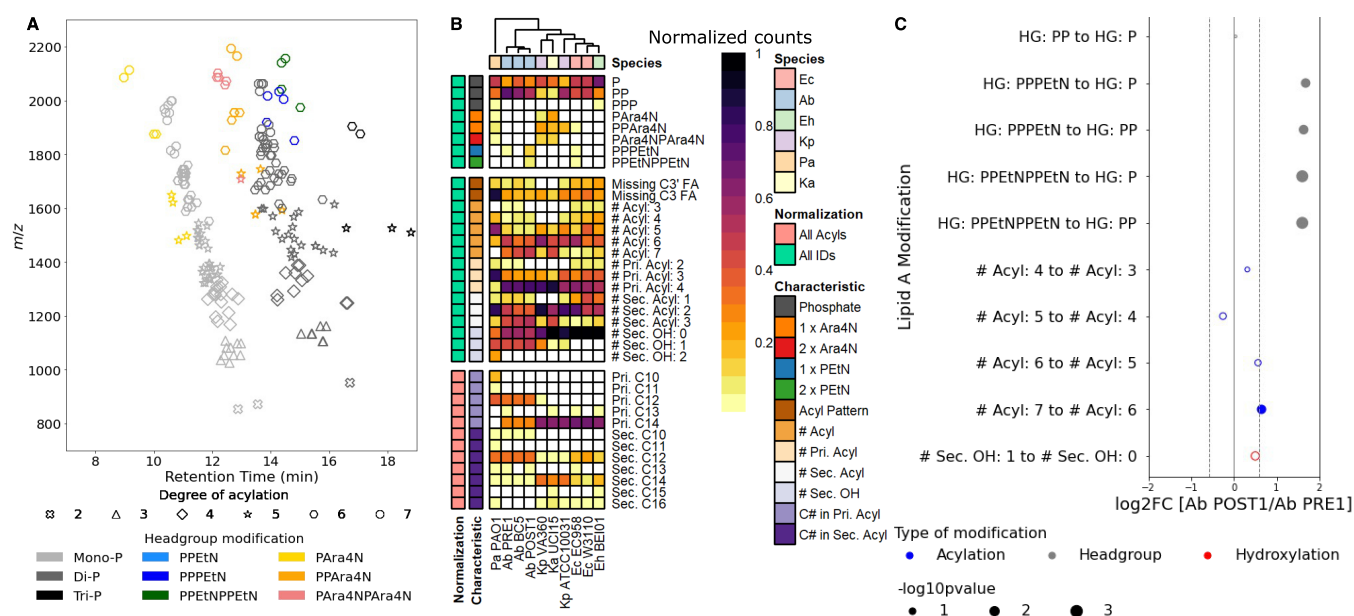 A
B
C
m/z
2200
2000
1800
1600
1400
1200
1000
800
8
10
12
14
16
18
Retention Time (min)
Degree of acylation
2
3
4
5
6
7
Headgroup modification
Mono-P
PPEtN
PAra4N
Di-P
PPPEtN
PPAra4N
Tri-P
PPEtNPPEtN
PAra4NPAra4N
Normalized counts
1
0.8
0.6
0.4
0.2
Species
P
PP
PPP
PAra4N
PPAra4N
PAra4NPAra4N
PPPEtN
PPEtNPPEtN
Missing C3' FA
Missing C3 FA
# Acyl: 3
# Acyl: 4
# Acyl: 5
# Acyl: 6
# Acyl: 7
# Pri. Acyl: 2
# Pri. Acyl: 3
# Pri. Acyl: 4
# Sec. Acyl: 1
# Sec. Acyl: 2
# Sec. Acyl: 3
# Sec. OH: 0
# Sec. OH: 1
# Sec. OH: 2
Pri. C10
Pri. C11
Pri. C12
Pri. C13
Pri. C14
Sec. C10
Sec. C11
Sec. C12
Sec. C13
Sec. C14
Sec. C15
Sec. C16
Normalization
Characteristic
Pa PAO1
Ab PRE1
Ab BC5
Ab POST1
Kp VA360
Ka UCI15
Kp ATCC10031
Ec EC958
Ec W3110
Eh BEI01
Species
Ec
Ab
Eh
Kp
Pa
Ka
Normalization
All Acyls
All IDs
Characteristic
Phosphate
1 x Ara4N
2 x Ara4N
1 x PEtN
2 x PEtN
Acyl Pattern
# Acyl
# Pri. Acyl
# Sec. Acyl
# Sec. OH
C# in Pri. Acyl
C# in Sec. Acyl
Lipid A Modification
HG: PP to HG: P
HG: PPPEtN to HG: P
HG: PPPEtN to HG: PP
HG: PPEtNPPEtN to HG: P
HG: PPEtNPPEtN to HG: PP
# Acyl: 4 to # Acyl: 3
# Acyl: 5 to # Acyl: 4
# Acyl: 6 to # Acyl: 5
# Acyl: 7 to # Acyl: 6
# Sec. OH: 1 to # Sec. OH: 0
−2
−1
0
1
2
log2FC [Ab POST1/Ab PRE1]
Type of modification
Acylation
Headgroup
Hydroxylation
-log10pvalue
1
2
3